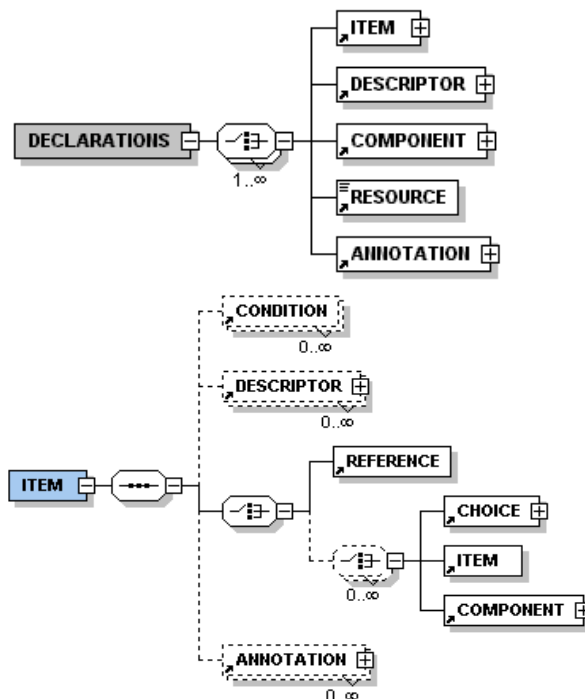 ITEM
DESCRIPTOR
DECLARATIONS
COMPONENT
1..∞
RESOURCE
ANNOTATION
CONDITION
0..∞
DESCRIPTOR
0..∞
REFERENCE
ITEM
CHOICE
ITEM
0..∞
COMPONENT
ANNOTATION
0..∞